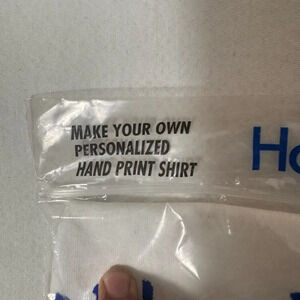 MAKE YOUR OWN
PERSONALIZED
HAND PRINT SHIRT